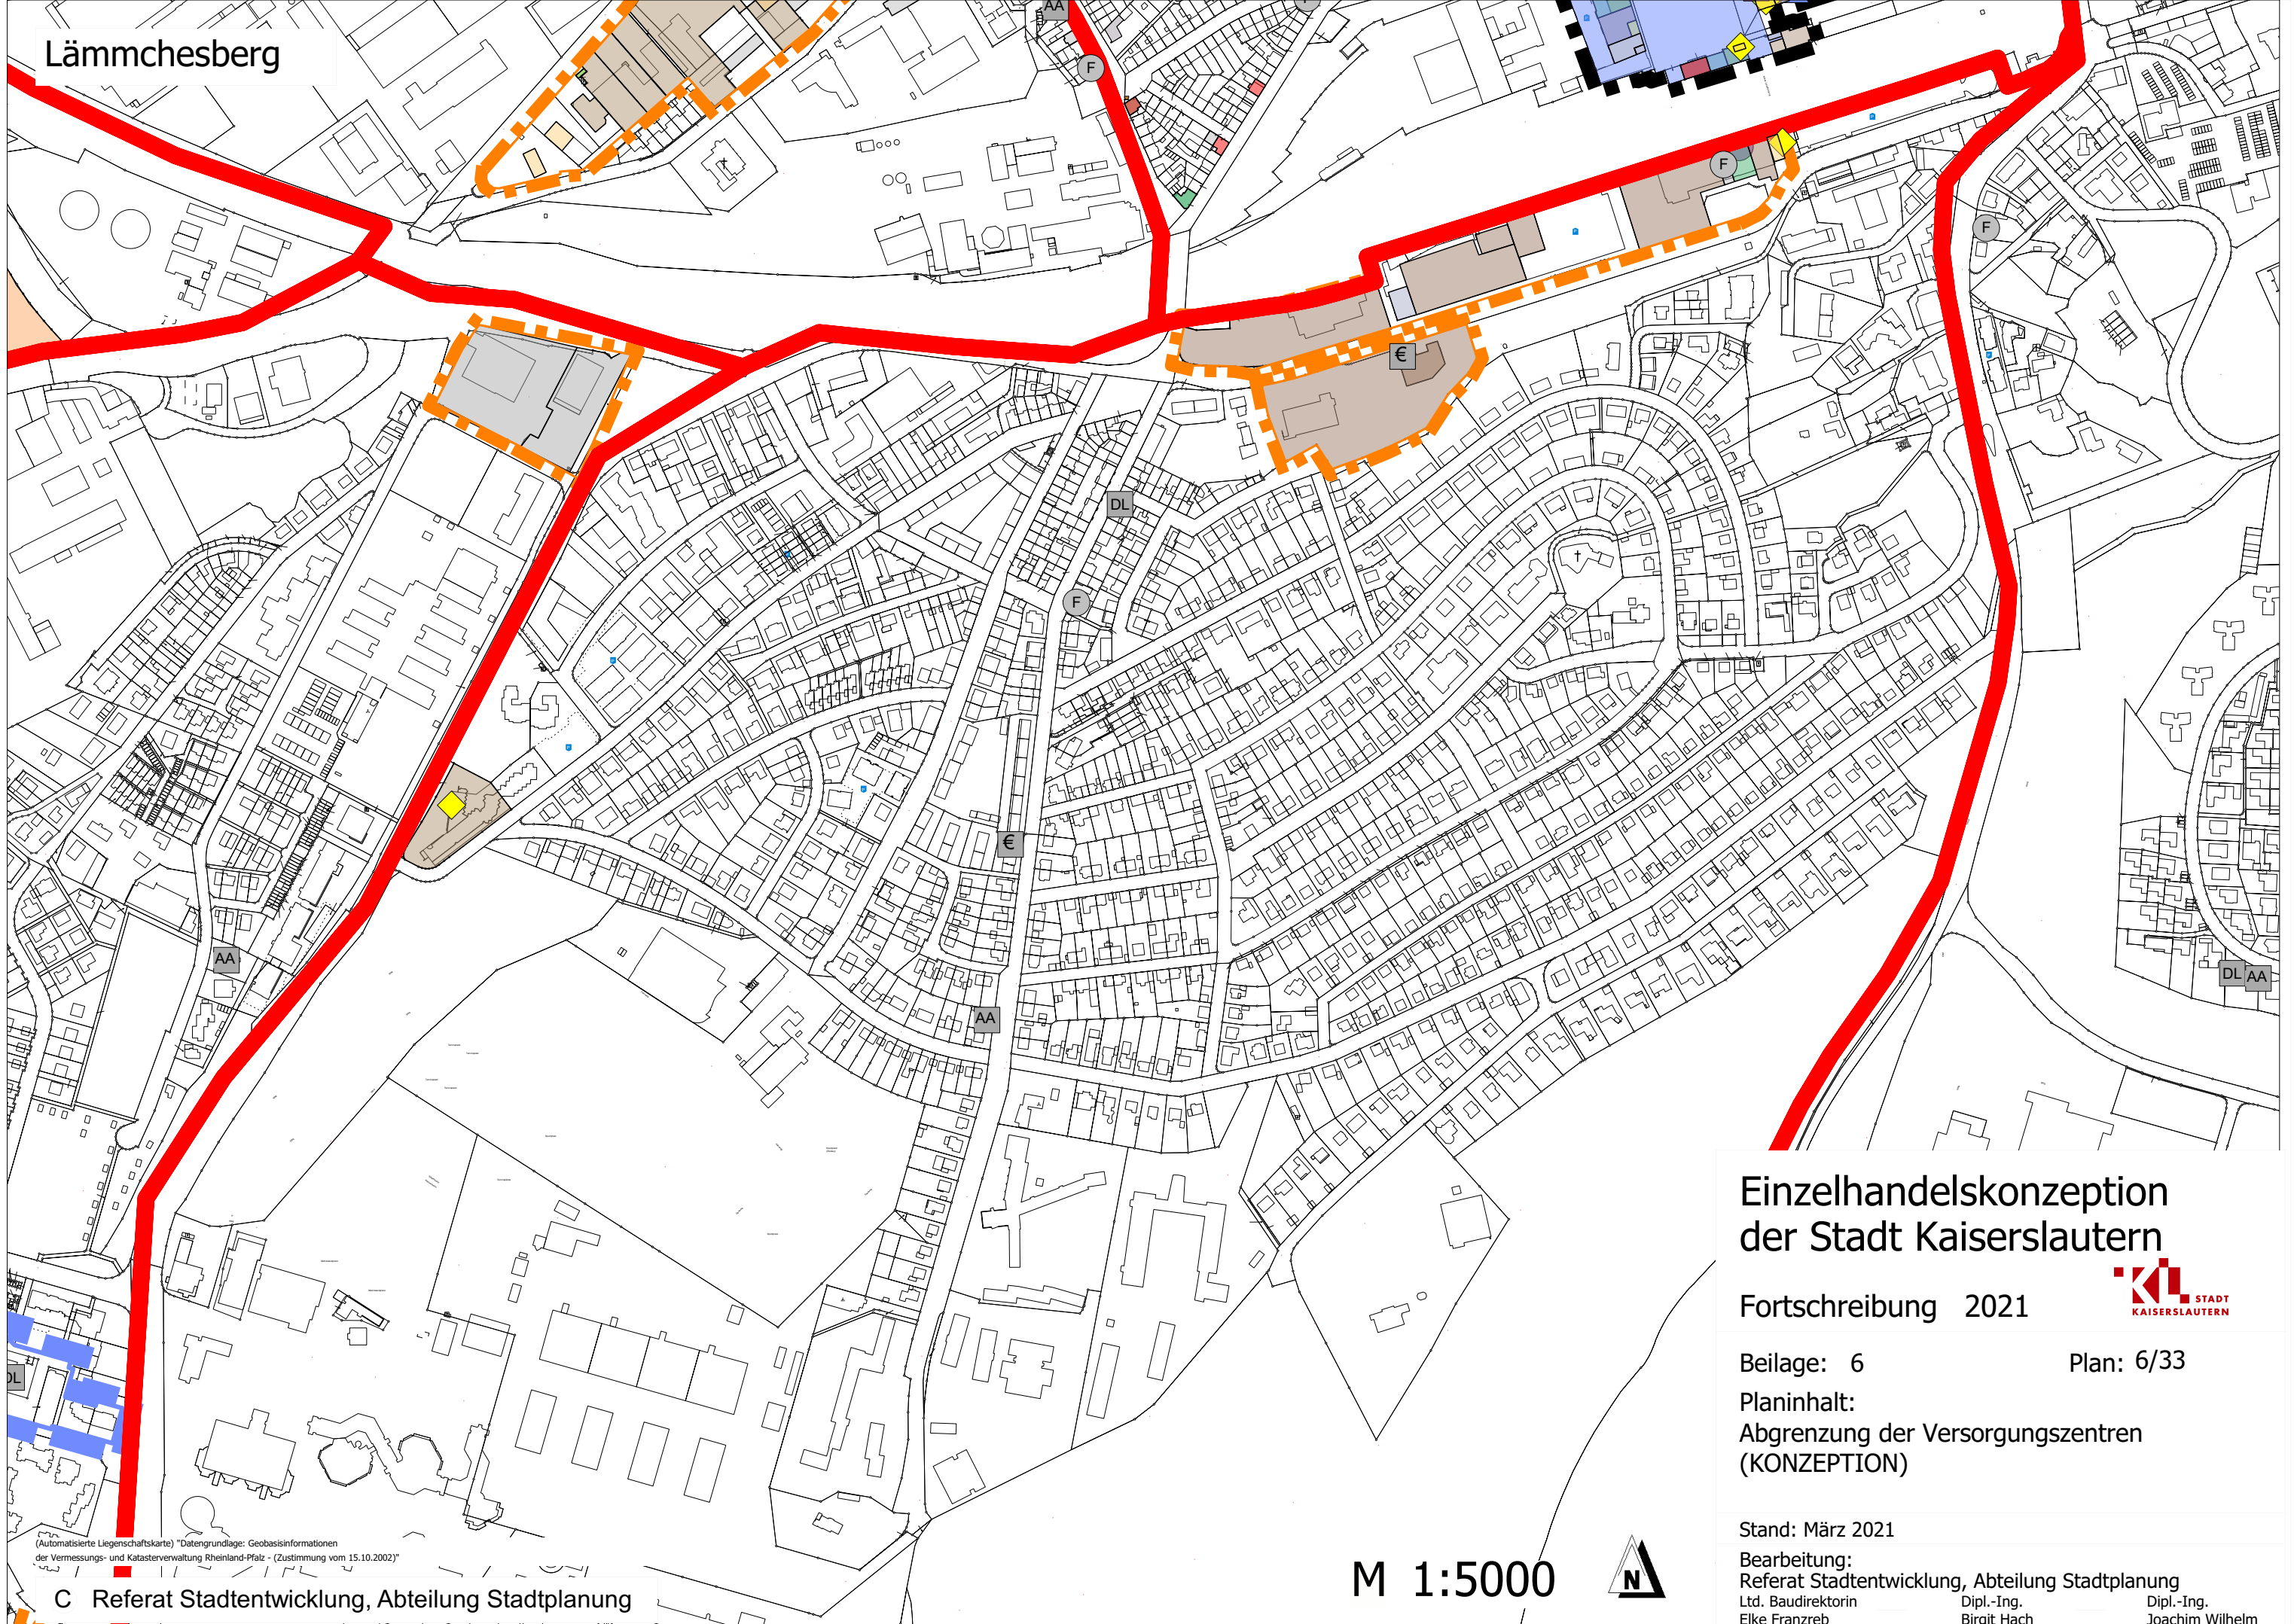 Lämmchesberg
AA
F
F
F
€
DL
F
€
AA
AA
DL
AA
DL
Einzelhandelskonzeption
der Stadt Kaiserslautern
STADT
KAISERSLAUTERN
Fortschreibung 2021
Beilage: 6
Plan: 6/33
Planinhalt:
Abgrenzung der Versorgungszentren
(KONZEPTION)
Stand: März 2021
Bearbeitung:
Referat Stadtentwicklung, Abteilung Stadtplanung
Ltd. Baudirektorin Dipl.-Ing. Dipl.-Ing.
Elke Franzreb Birgit Hach Joachim Wilhelm
(Automatisierte Liegenschaftskarte) "Datengrundlage: Geobasisinformationen
der Vermessungs- und Katasterverwaltung Rheinland-Pfalz - (Zustimmung vom 15.10.2002)"
C Referat Stadtentwicklung, Abteilung Stadtplanung
M 1:5000
N